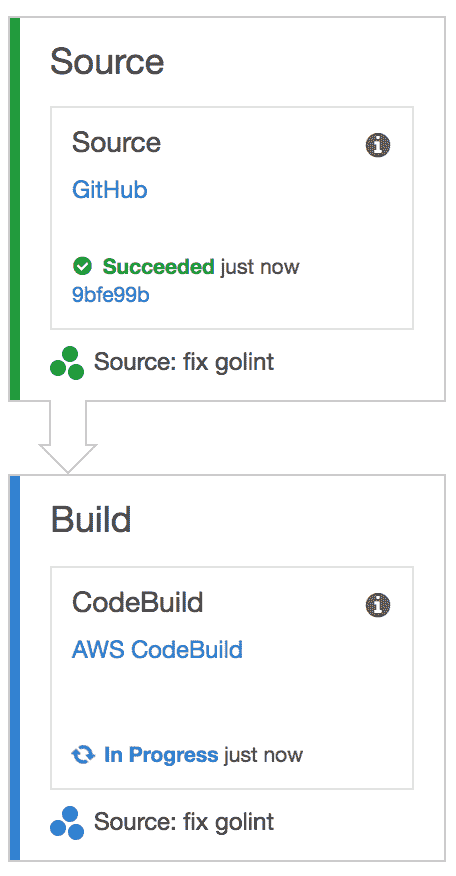 Source
Source
GitHub
Succeeded just now
9bfe99b
Source: fix golint
Build
CodeBuild
AWS CodeBuild
In Progress just now
Source: fix golint